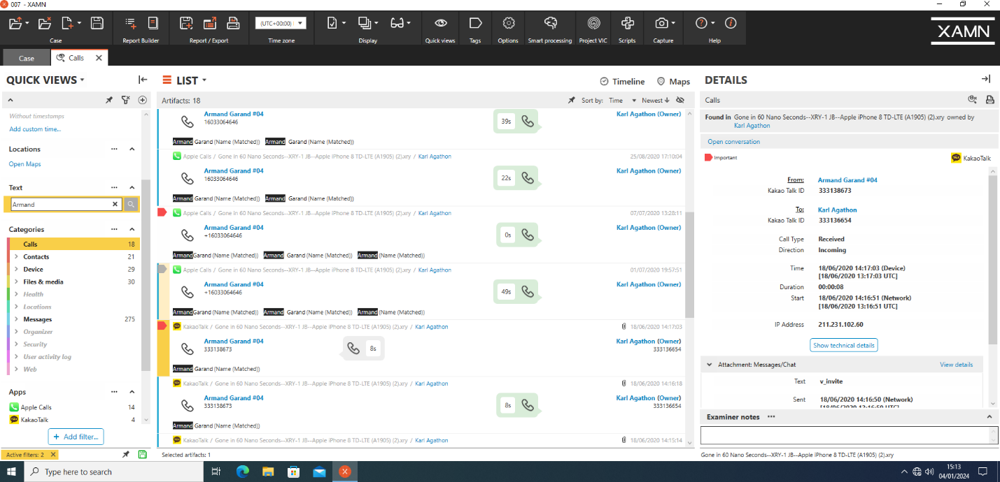 007 - XAMN
(UTC+00:00)
Case
Report Builder
Report / Export
Time zone
Display
Quick views
Tags
Options
Smart processing
Project VIC
Scripts
Capture
Help
XAMN
Case
Calls
QUICK VIEWS
Without timestamps
Add custom time...
Locations
Open Maps
Text
Armand
Categories
Calls 18
Contacts 21
Device 29
Files & media 30
Health
Locations
Messages 275
Organizer
Security
User activity log
Web
Apps
Apple Calls 14
KakaoTalk 4
+ Add filter...
Active filters: 2 X
LIST
Timeline
Maps
Artifacts: 18
Sort by: Time Newest
Armand Garand #04
16033064646
39s
Karl Agathon (Owner)
Armand Garand (Name (Matched)) Armand Garand (Name (Matched))
Apple Calls / Gone in 60 Nano Seconds--XRY-1 JB--Apple iPhone 8 TD-LTE (A1905) (2).xry / Karl Agathon 25/08/2020 17:10:04
Armand Garand #04
16033064646
22s
Karl Agathon (Owner)
Armand Garand (Name (Matched)) Armand Garand (Name (Matched))
Apple Calls / Gone in 60 Nano Seconds--XRY-1 JB--Apple iPhone 8 TD-LTE (A1905) (2).xry / Karl Agathon 07/07/2020 13:28:11
Armand Garand #04
+16033064646
0s
Karl Agathon (Owner)
ArmandGarand (Name (Matched)) Armand Garand (Name (Matched)) Armand (Name (Matched))
Apple Calls / Gone in 60 Nano Seconds--XRY-1 JB--Apple iPhone 8 TD-LTE (A1905) (2).xry / Karl Agathon 01/07/2020 19:57:51
Armand Garand #04
+16033064646
49s
Karl Agathon (Owner)
ArmandGarand (Name (Matched)) Armand Garand (Name (Matched)) Armand (Name (Matched))
KakaoTalk / Gone in 60 Nano Seconds--XRY-1 JB--Apple iPhone 8 TD-LTE (A1905) (2).xry / Karl Agathon 18/06/2020 14:17:03
Armand Garand #04
333138673
8s
Karl Agathon (Owner)
333136654
Armand Garand (Name (Matched))
KakaoTalk / Gone in 60 Nano Seconds--XRY-1 JB--Apple iPhone 8 TD-LTE (A1905) (2).xry / Karl Agathon 18/06/2020 14:16:18
Armand Garand #04
333138673
8s
Karl Agathon (Owner)
333136654
Armand Garand (Name (Matched))
KakaoTalk / Gone in 60 Nano Seconds--XRY-1 JB--Apple iPhone 8 TD-LTE (A1905) (2).xry / Karl Agathon 18/06/2020 14:15:14
Selected artifacts: 1
DETAILS
Calls
Found in Gone in 60 Nano Seconds--XRY-1 JB--Apple iPhone 8 TD-LTE (A1905) (2).xry owned by
Karl Agathon
Open conversation
Important
KakaoTalk
From: Armand Garand #04
Kakao Talk ID 333138673
To: Karl Agathon
Kakao Talk ID 333136654
Call Type Received
Direction Incoming
Time 18/06/2020 14:17:03 (Device)
[18/06/2020 13:17:03 UTC]
Duration 00:00:08
Start 18/06/2020 14:16:51 (Network)
[18/06/2020 13:16:51 UTC]
IP Address 211.231.102.60
Show technical details
Attachment: Messages/Chat View details
Text v_invite
Sent 18/06/2020 14:16:50 (Network)
[18/06/2020 13:16:50 UTC]
Examiner notes
Gone in 60 Nano Seconds--XRY-1 JB--Apple iPhone 8 TD-LTE (A1905) (2).xry
Type here to search
15:13
04/01/2024